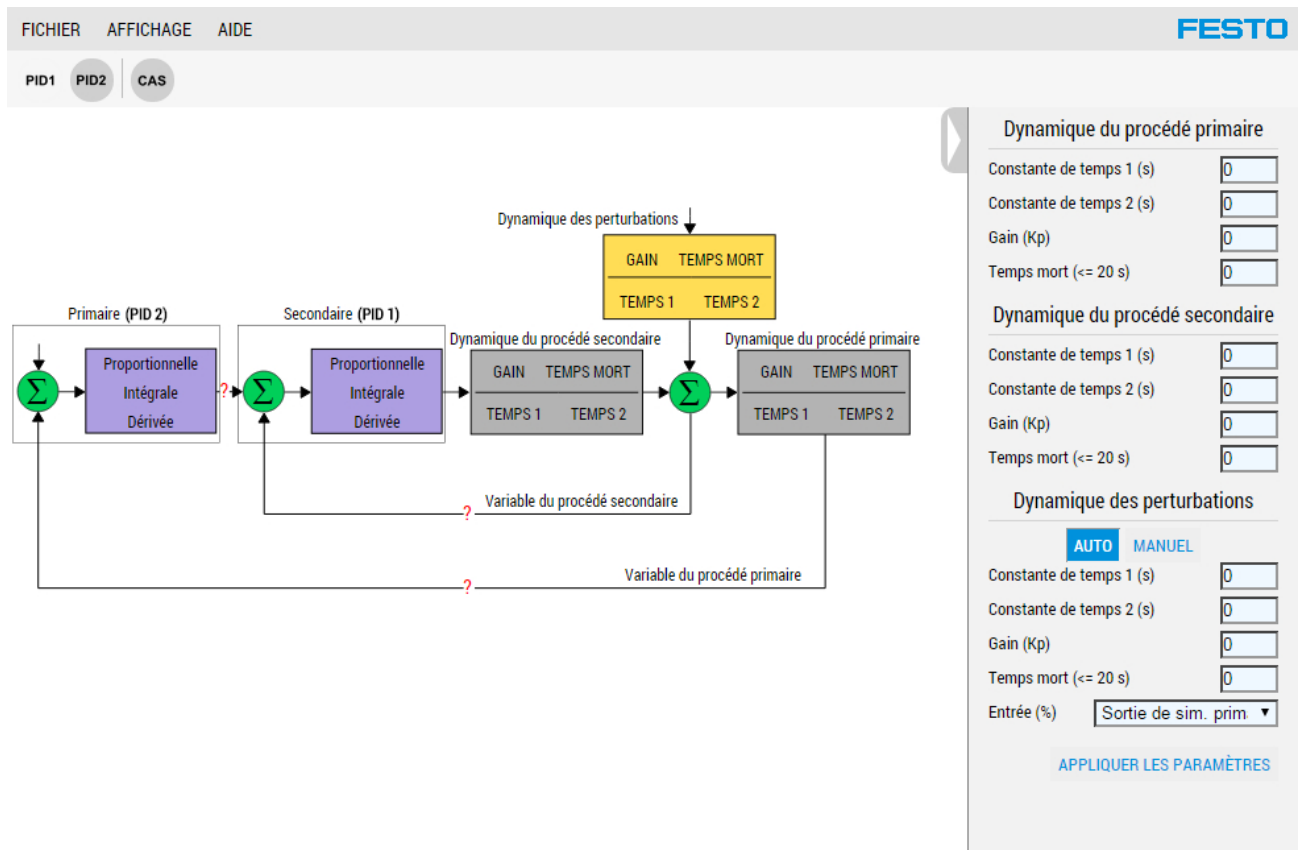 FICHIER AFFICHAGE AIDE
FESTO
PID1 PID2 CAS
Dynamique des perturbations
GAIN TEMPS MORT
TEMPS 1 TEMPS 2
Primaire (PID 2)
Secondaire (PID 1)
Dynamique du procédé secondaire
Dynamique du procédé primaire
Σ
Proportionnelle
Intégrale
Dérivée
?
Σ
Proportionnelle
Intégrale
Dérivée
GAIN TEMPS MORT
TEMPS 1 TEMPS 2
Σ
GAIN TEMPS MORT
TEMPS 1 TEMPS 2
Variable du procédé secondaire
?
Variable du procédé primaire
?
Dynamique du procédé primaire
Constante de temps 1 (s) 0
Constante de temps 2 (s) 0
Gain (Kp) 0
Temps mort (<= 20 s) 0
Dynamique du procédé secondaire
Constante de temps 1 (s) 0
Constante de temps 2 (s) 0
Gain (Kp) 0
Temps mort (<= 20 s) 0
Dynamique des perturbations
AUTO MANUEL
Constante de temps 1 (s) 0
Constante de temps 2 (s) 0
Gain (Kp) 0
Temps mort (<= 20 s) 0
Entrée (%) Sortie de sim. prim
APPLIQUER LES PARAMÈTRES